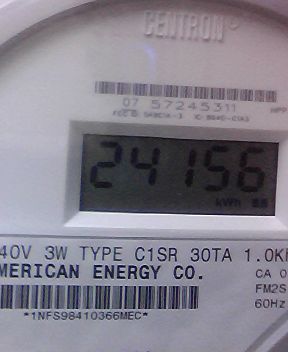 CENTRON
07 57245311
24156
kWh
40V 3W TYPE C1SR 30TA 1.0K
MERICAN ENERGY CO.
CA 0
FM2S
60Hz
*1NFS98410366MEC*